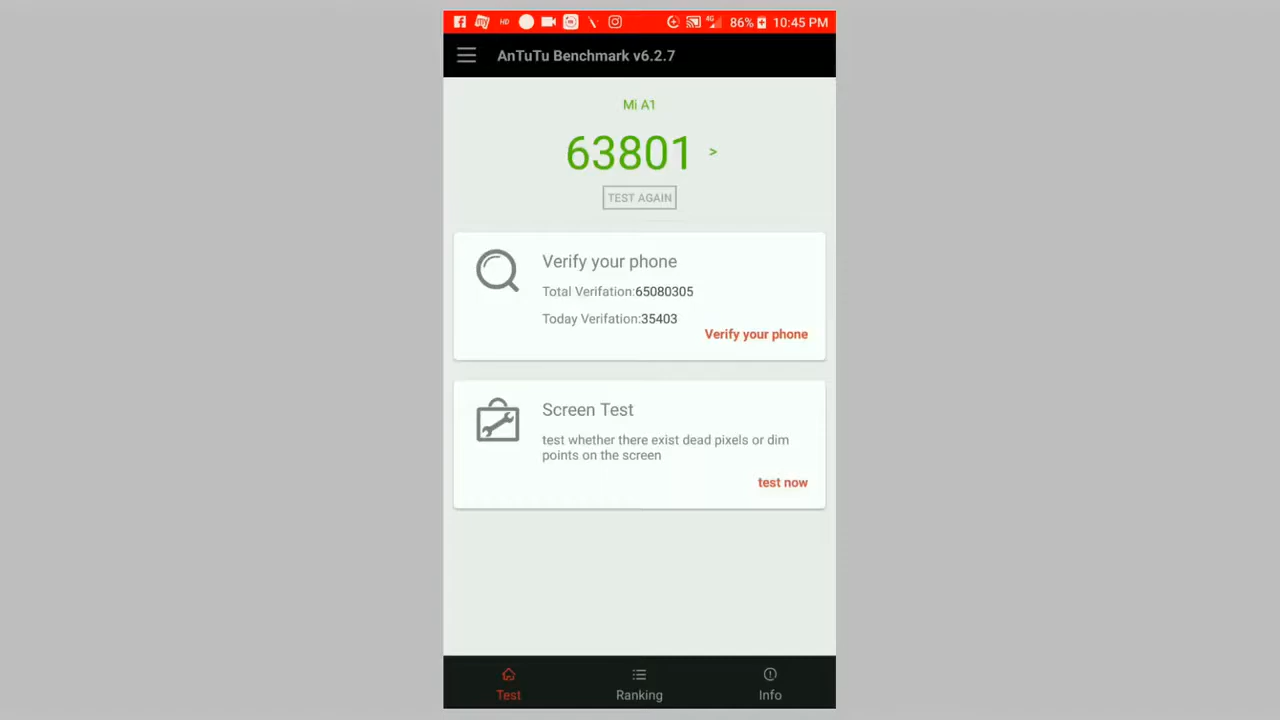 HD 4G 86% 10:45 PM
AnTuTu Benchmark v6.2.7
Mi A1
63801 >
TEST AGAIN
Verify your phone
Total Verifation:65080305
Today Verifation:35403
Verify your phone
Screen Test
test whether there exist dead pixels or dim
points on the screen
test now
Test Ranking Info